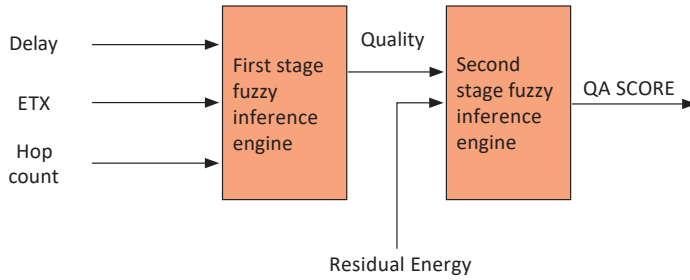 Delay
ETX
Hop
count
First stage
fuzzy
inference
engine
Quality
Second
stage fuzzy
inference
engine
QA SCORE
Residual Energy